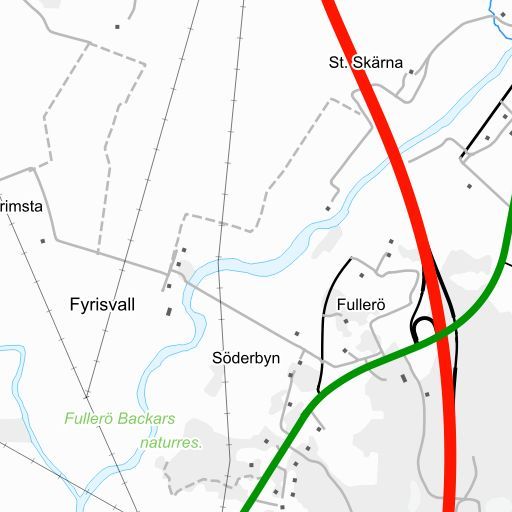 St. Skärna
rimsta
Fyrisvall
Fullerö
Söderbyn
Fullerö Backars
naturres.